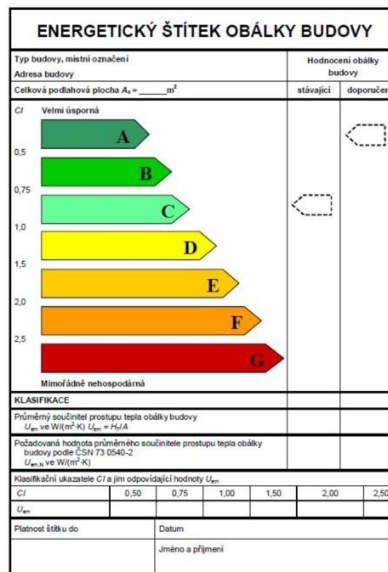 ENERGETICKÝ ŠTÍTEK OBÁLKY BUDOVY
Typ budovy, místní označení
Adresa budovy
Hodnocení obálky
budovy
Celková podlahová plocha Ac = ______m²
stávající
doporučení
CI Velmi úsporná
A
0,5
B
0,75
C
1,0
D
1,5
E
2,0
F
2,5
G
Mimořádně nehospodárná
KLASIFIKACE
Průměrný součinitel prostupu tepla obálky budovy
Uem ve W/(m²·K) Uem = HT/A
Požadovaná hodnota průměrného součinitele prostupu tepla obálky
budovy podle ČSN 73 0540-2
Uem,N ve W/(m²·K)
Klasifikační ukazatele CI a jim odpovídající hodnoty Uem
CI 0,50 0,75 1,00 1,50 2,00 2,50
Uem
Platnost štítku do
Datum
Jméno a příjmení